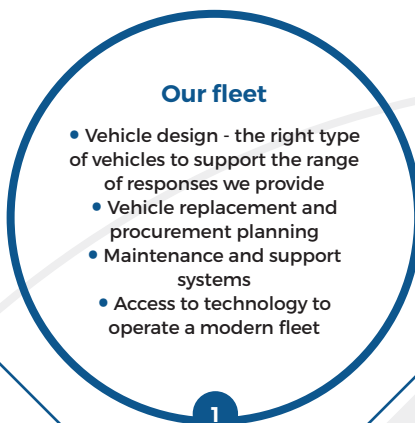 Our fleet
• Vehicle design - the right type
of vehicles to support the range
of responses we provide
• Vehicle replacement and
procurement planning
• Maintenance and support
systems
• Access to technology to
operate a modern fleet
1